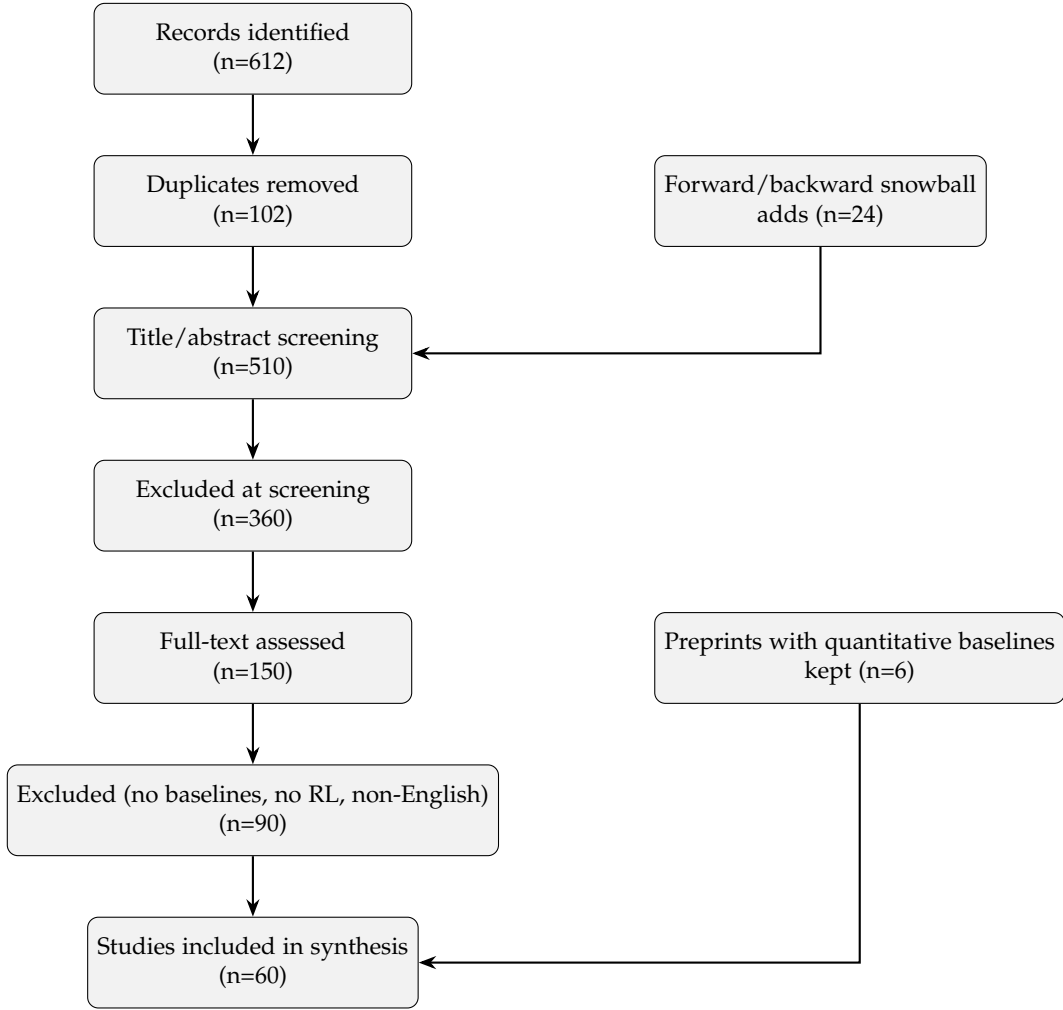 Records identified
(n=612)
Duplicates removed
(n=102)
Forward/backward snowball
adds (n=24)
Title/abstract screening
(n=510)
Excluded at screening
(n=360)
Full-text assessed
(n=150)
Preprints with quantitative baselines
kept (n=6)
Excluded (no baselines, no RL, non-English)
(n=90)
Studies included in synthesis
(n=60)